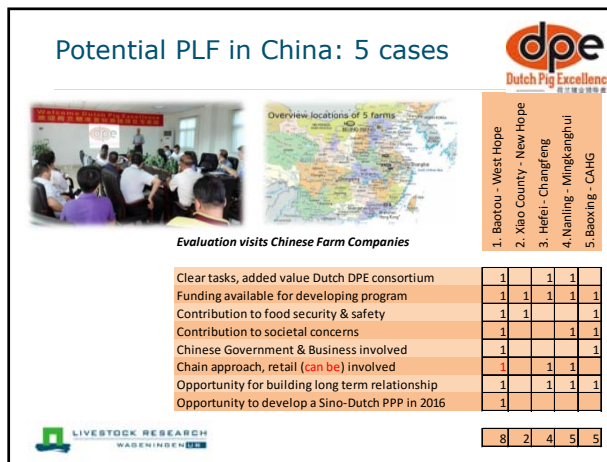 Potential PLF in China: 5 cases
dpe
Dutch Pig Excellence
Welcome Dutch Pig Excellence
dpe
Overview locations of 5 farms
Evaluation visits Chinese Farm Companies
1. Baotou - West Hope
2. Xiao County - New Hope
3. Hefei - Changfeng
4. Nanling - Mingkanghui
5. Baoxing - CAHG
Clear tasks, added value Dutch DPE consortium 1 1 1
Funding available for developing program 1 1 1 1 1
Contribution to food security & safety 1 1 1
Contribution to societal concerns 1 1 1
Chinese Government & Business involved 1 1
Chain approach, retail (can be) involved 1 1 1
Opportunity for building long term relationship 1 1 1 1
Opportunity to develop a Sino-Dutch PPP in 2016 1
8 2 4 5 5
LIVESTOCK RESEARCH
WAGENINGEN UR